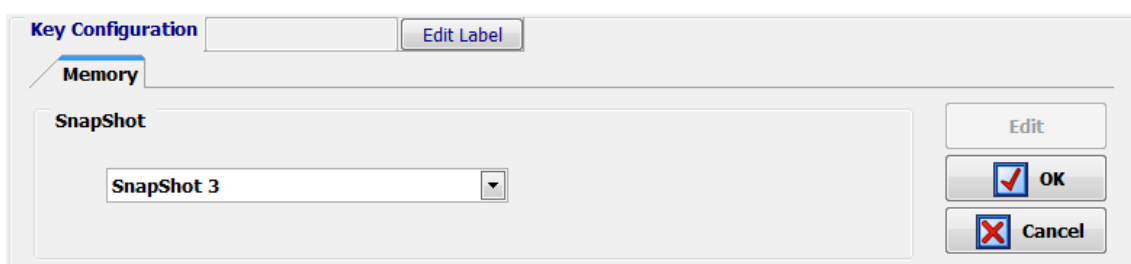 Key Configuration Edit Label
Memory
SnapShot
Edit
SnapShot 3
OK
Cancel